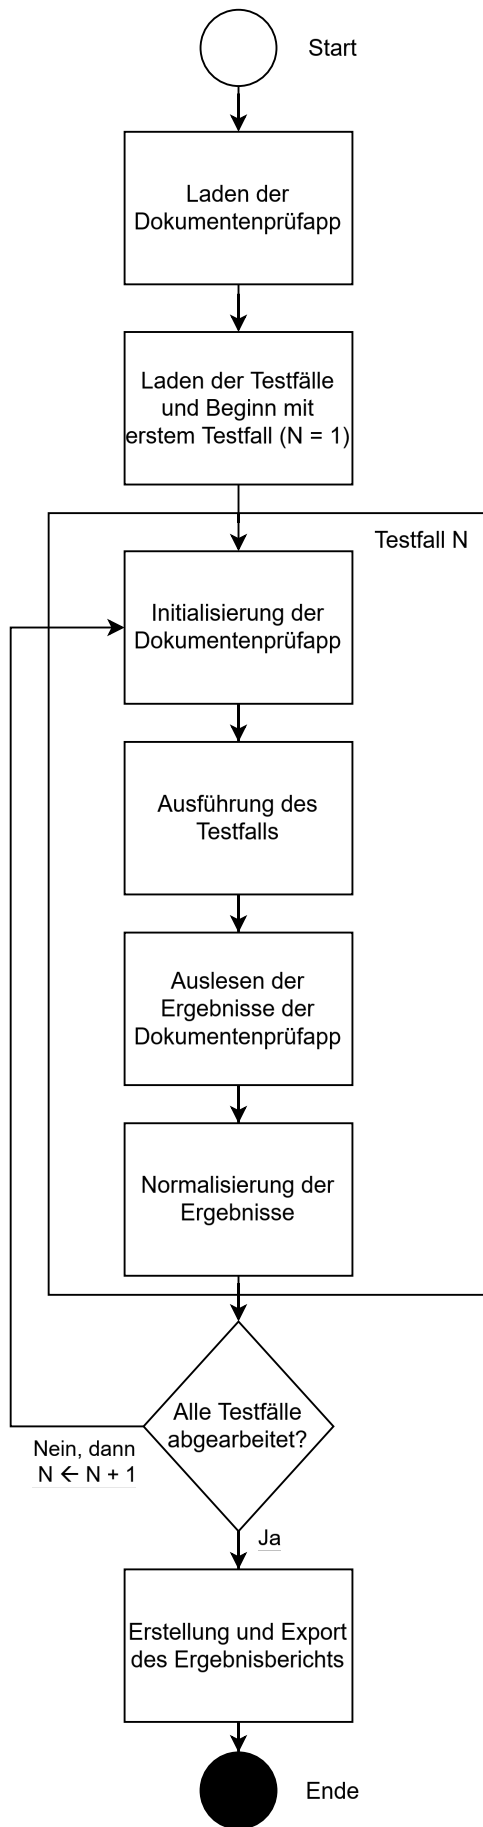 Start
Laden der
Dokumentenprüfapp
Laden der Testfälle
und Beginn mit
erstem Testfall (N = 1)
Testfall N
Initialisierung der
Dokumentenprüfapp
Ausführung des
Testfalls
Auslesen der
Ergebnisse der
Dokumentenprüfapp
Normalisierung der
Ergebnisse
Alle Testfälle
abgearbeitet?
Nein, dann
N ← N + 1
Ja
Erstellung und Export
des Ergebnisberichts
Ende